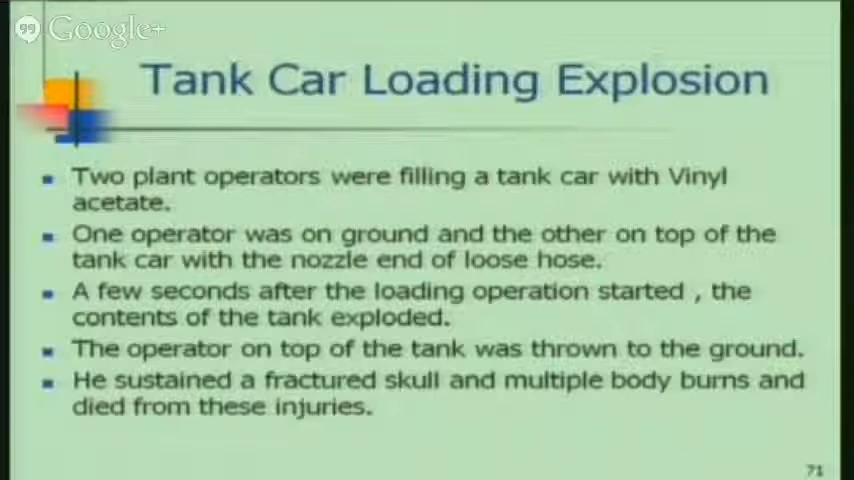 Google+
Tank Car Loading Explosion
Two plant operators were filling a tank car with Vinyl
acetate.
One operator was on ground and the other on top of the
tank car with the nozzle end of loose hose.
A few seconds after the loading operation started , the
contents of the tank exploded.
The operator on top of the tank was thrown to the ground.
He sustained a fractured skull and multiple body burns and
died from these injuries.
71